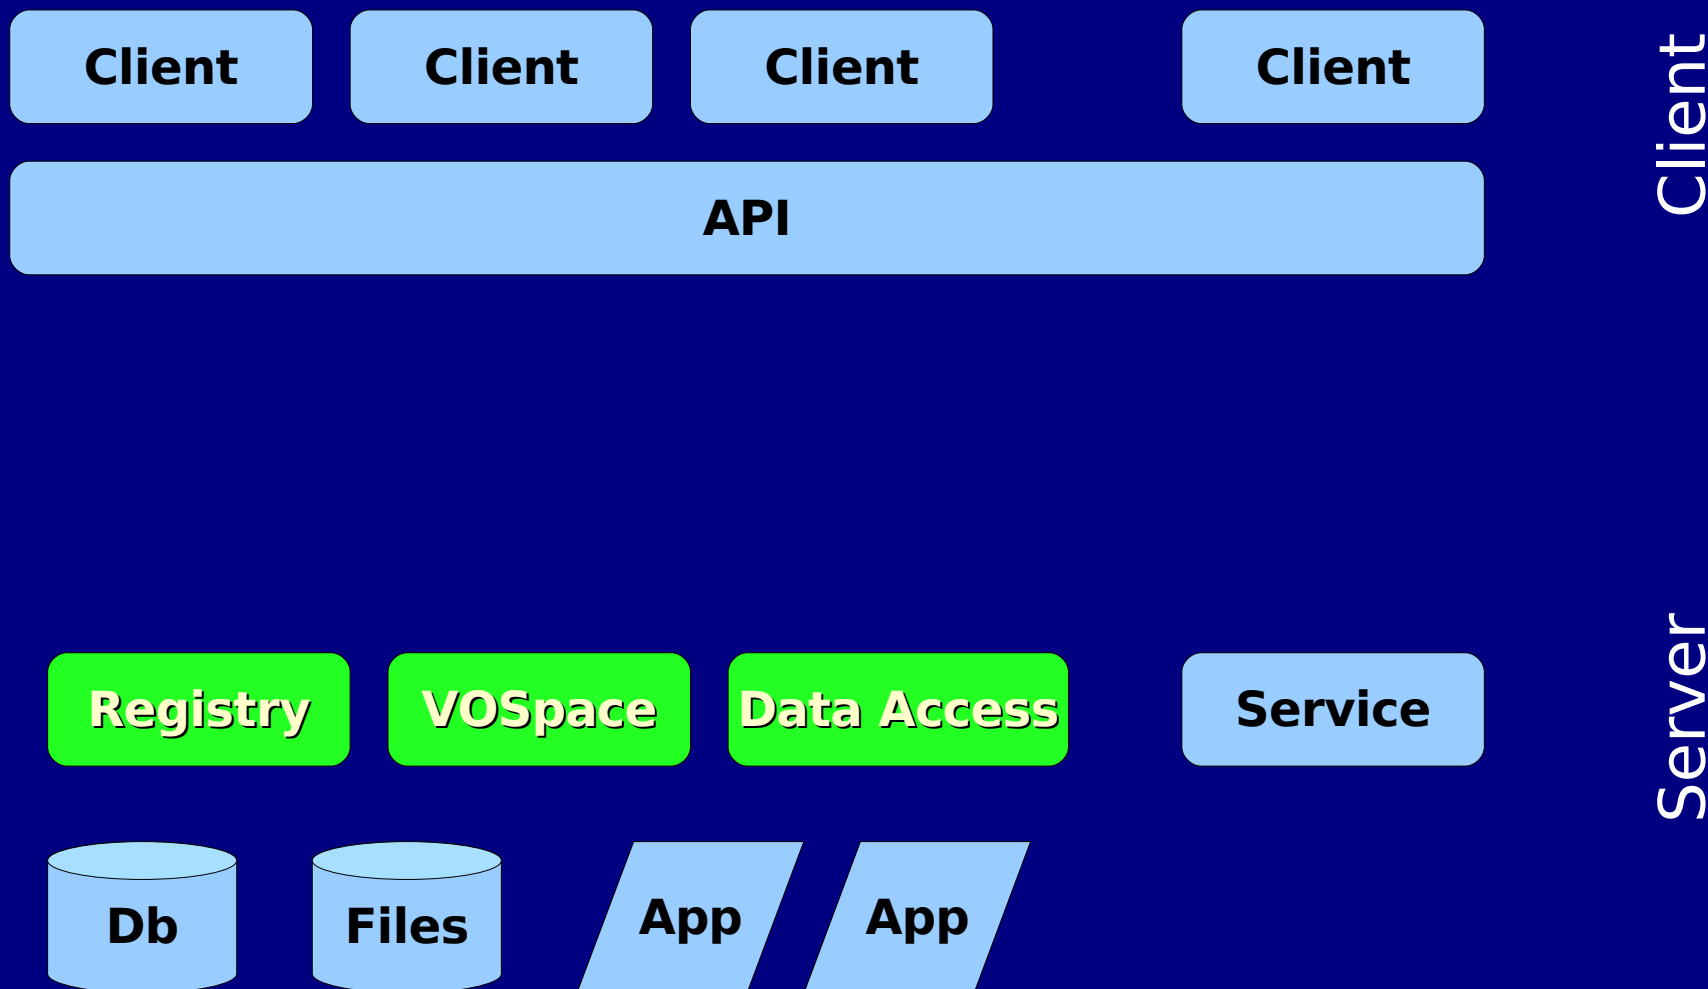 Client
Client
Client
Client
Client
API
Registry
VOSpace
Data Access
Service
Server
Db
Files
App
App